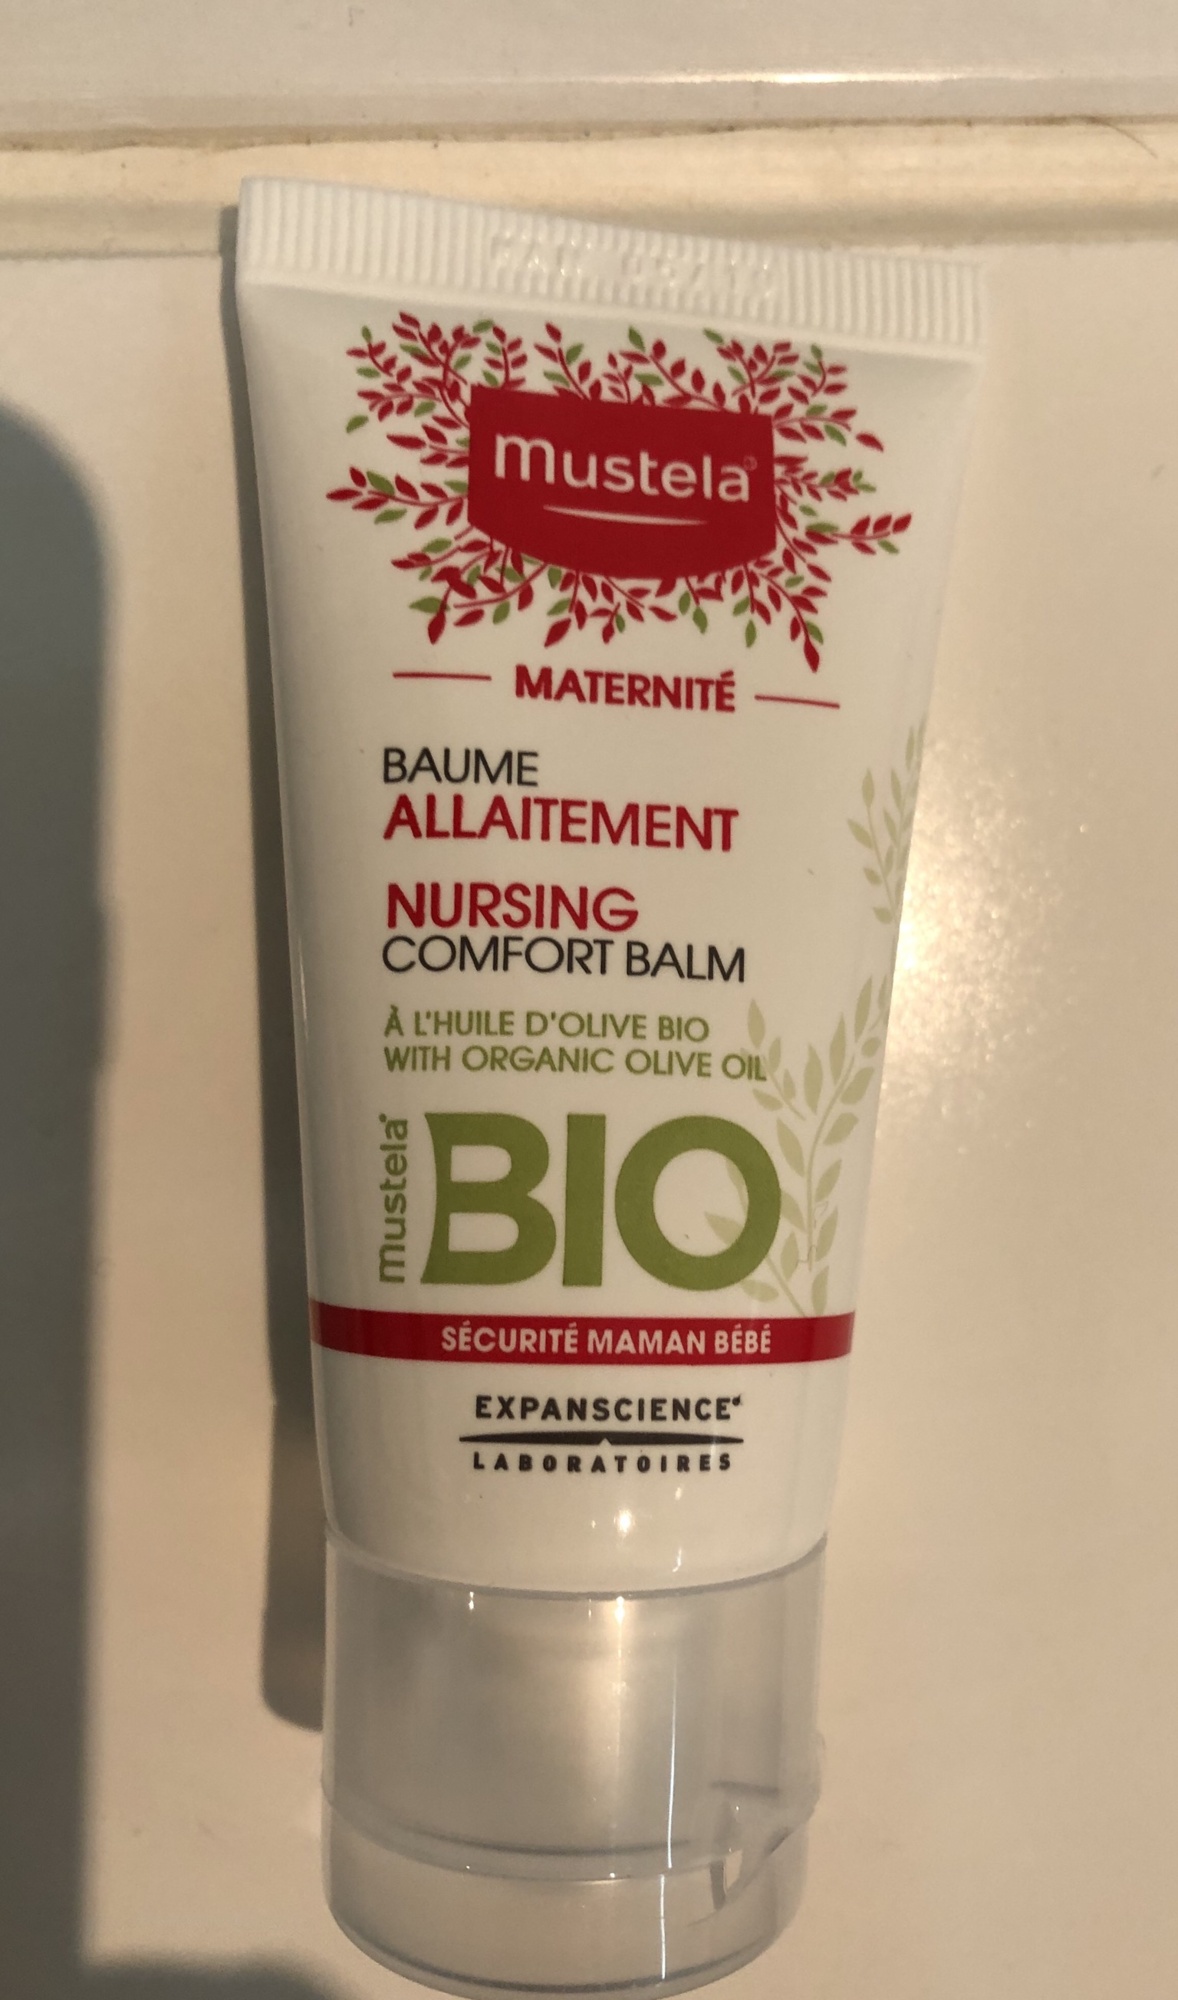 mustela®
MATERNITÉ
BAUME
ALLAITEMENT
NURSING
COMFORT BALM
À L'HUILE D'OLIVE BIO
WITH ORGANIC OLIVE OIL
mustela®
BIO
SÉCURITÉ MAMAN BÉBÉ
EXPANSCIENCE
LABORATOIRES